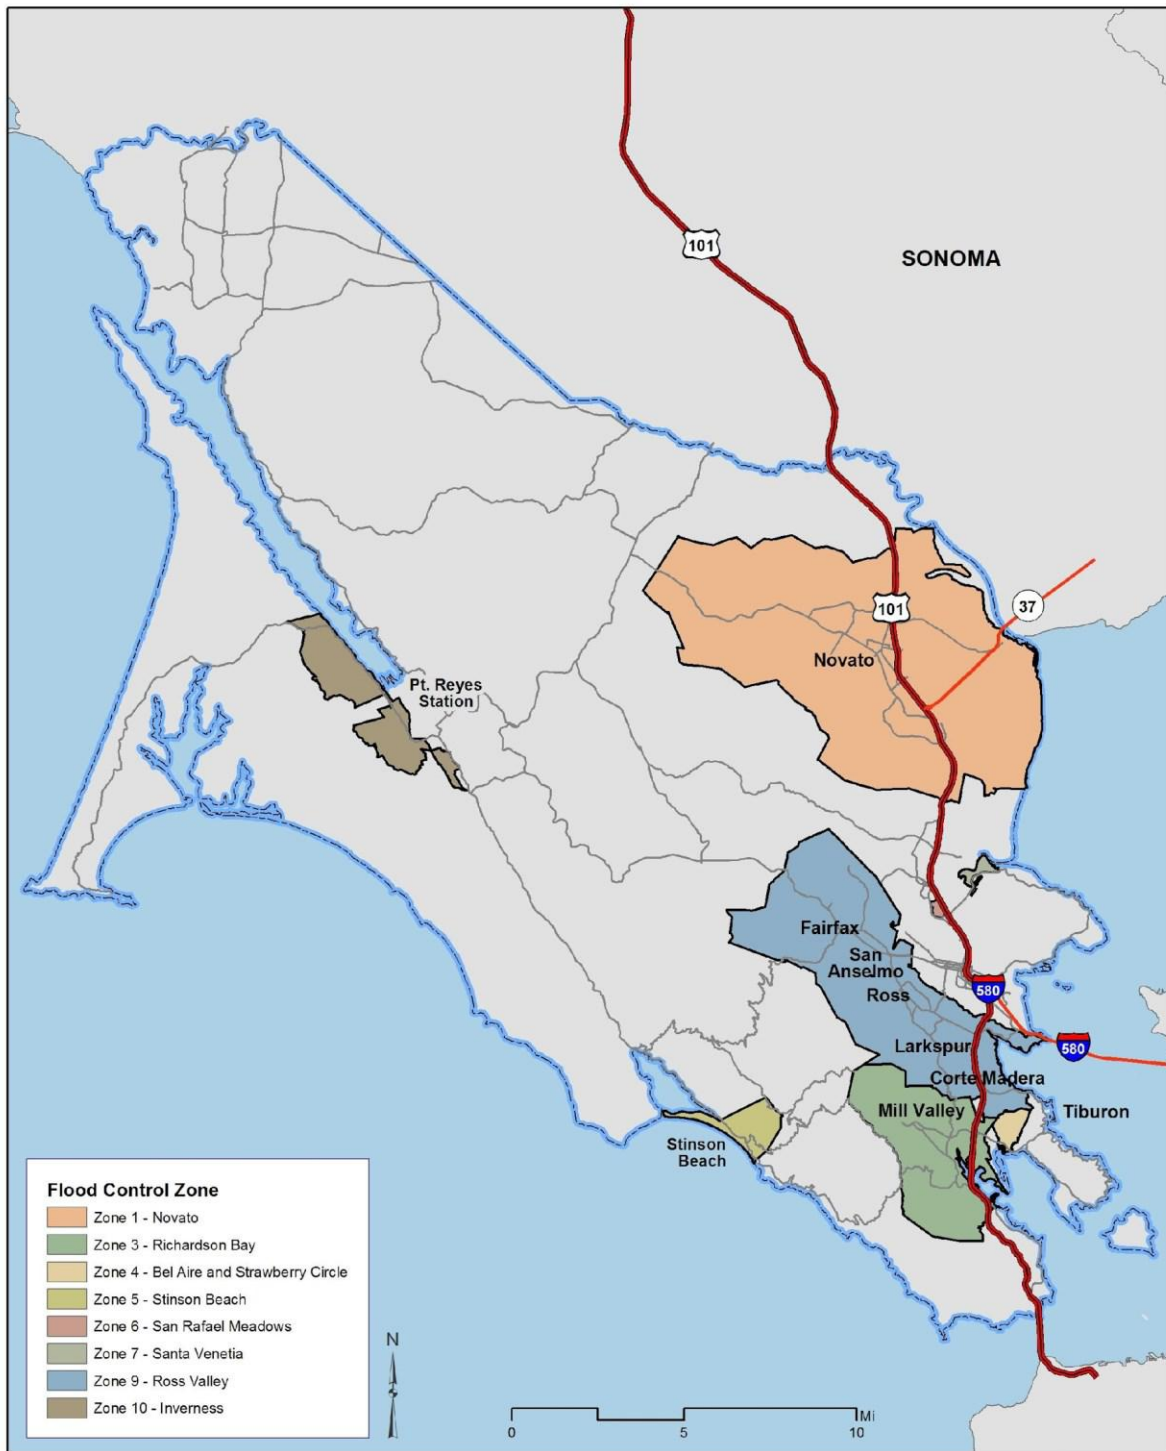 101
SONOMA
37
101
Novato
Pt. Reyes
Station
Fairfax
San
Anselmo
Ross
580
Larkspur
580
Corte Madera
Mill Valley
Tiburon
Stinson
Beach
Flood Control Zone
Zone 1 - Novato
Zone 3 - Richardson Bay
Zone 4 - Bel Aire and Strawberry Circle
Zone 5 - Stinson Beach
Zone 6 - San Rafael Meadows
Zone 7 - Santa Venetia
Zone 9 - Ross Valley
Zone 10 - Inverness
N
Mi
0 5 10